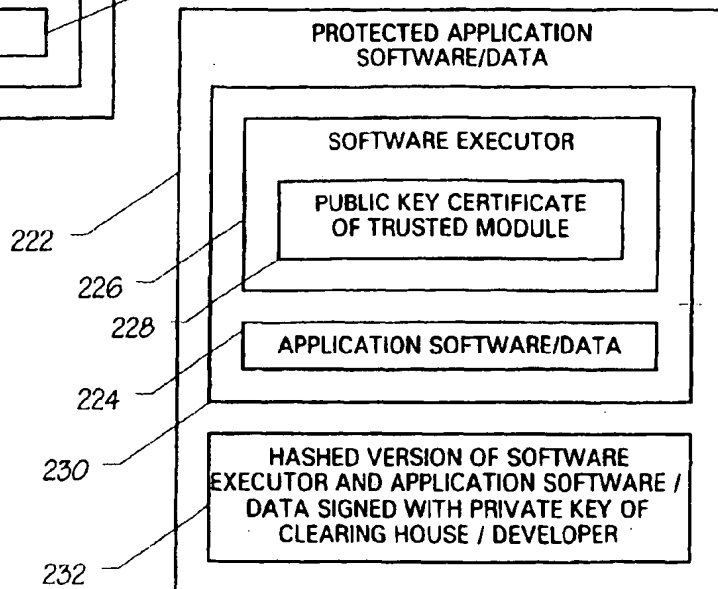 PROTECTED APPLICATION
SOFTWARE/DATA
SOFTWARE EXECUTOR
PUBLIC KEY CERTIFICATE
OF TRUSTED MODULE
222
226
228
APPLICATION SOFTWARE/DATA
224
230
HASHED VERSION OF SOFTWARE
EXECUTOR AND APPLICATION SOFTWARE /
DATA SIGNED WITH PRIVATE KEY OF
CLEARING HOUSE / DEVELOPER
232